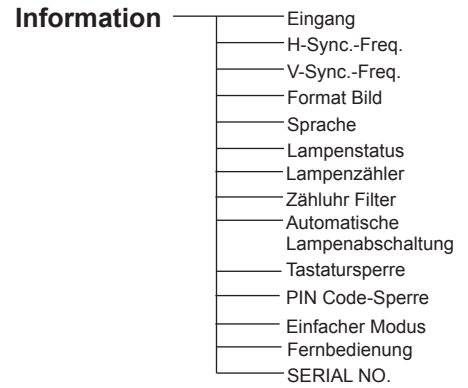 Information
Eingang
H-Sync.-Freq.
V-Sync.-Freq.
Format Bild
Sprache
Lampenstatus
Lampenzähler
Zähluhr Filter
Automatische
Lampenabschaltung
Tastatursperre
PIN Code-Sperre
Einfacher Modus
Fernbedienung
SERIAL NO.